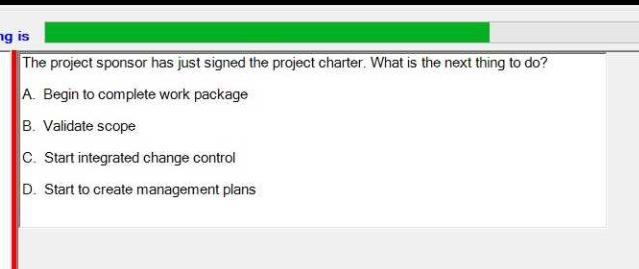 is
The project sponsor has just signed the project charter. What is the next thing to do?
A. Begin to complete work package
B. Validate scope
C. Start integrated change control
D. Start to create management plans